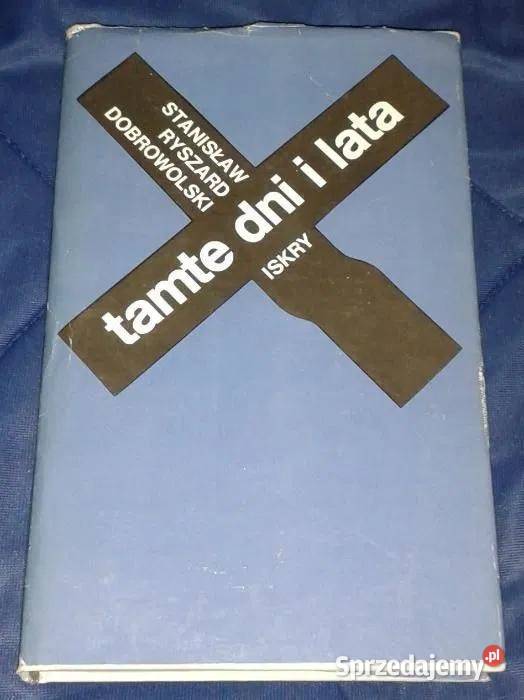 STANISŁAW
RYSZARD
DOBROWOLSKI
tamte dni i lata
ISKRY
Sprzedajemy.pl